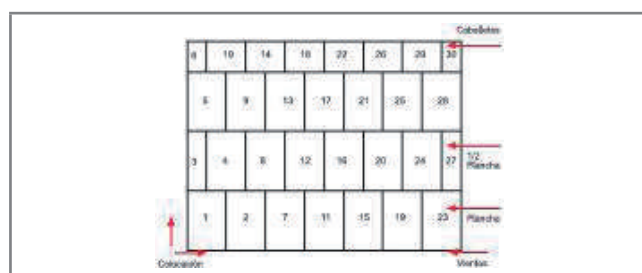 Caballetes
6 10 14 18 22 26 29 30
5 9 13 17 21 25 28
3 4 8 12 16 20 24 27
1/2
Plancha
1 2 7 11 15 19 23
Plancha
Colocación
Vientos